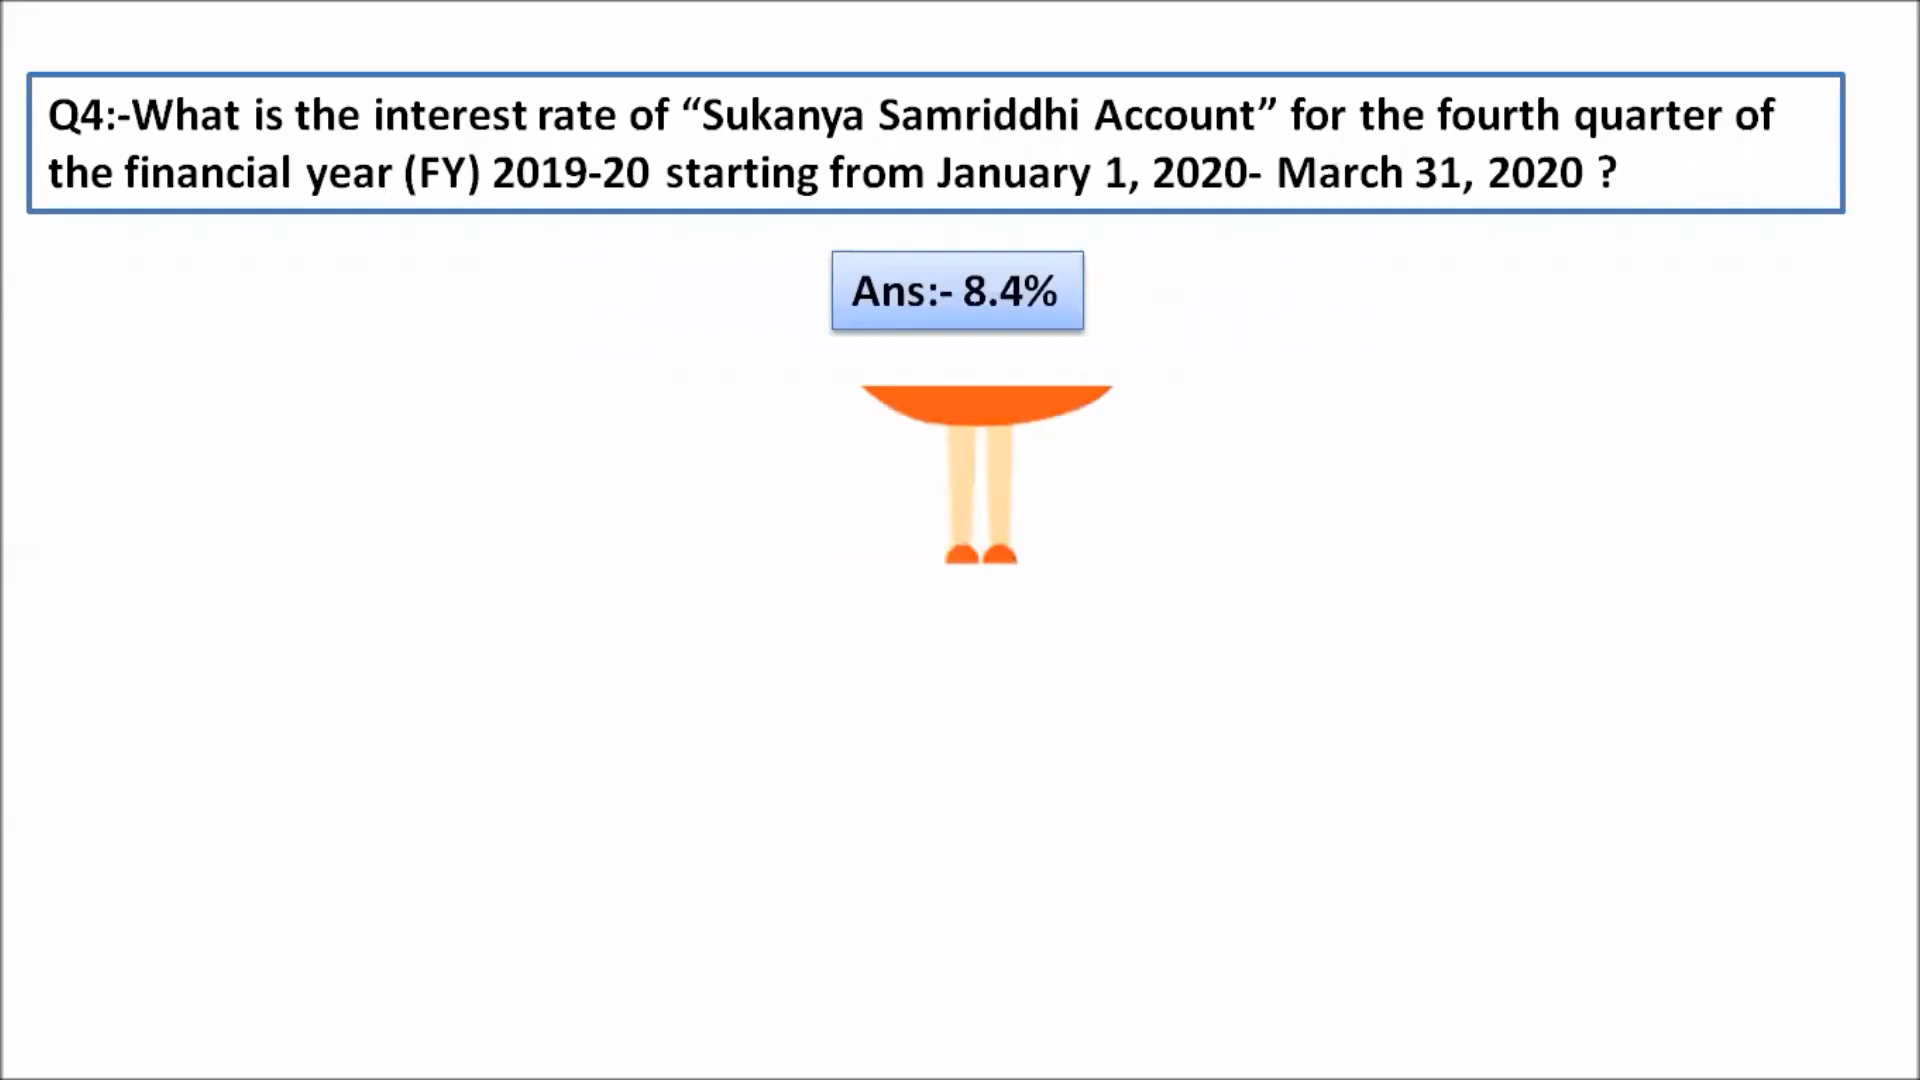 Q4:-What is the interest rate of “Sukanya Samriddhi Account” for the fourth quarter of
the financial year (FY) 2019-20 starting from January 1, 2020- March 31, 2020 ?
Ans:- 8.4%